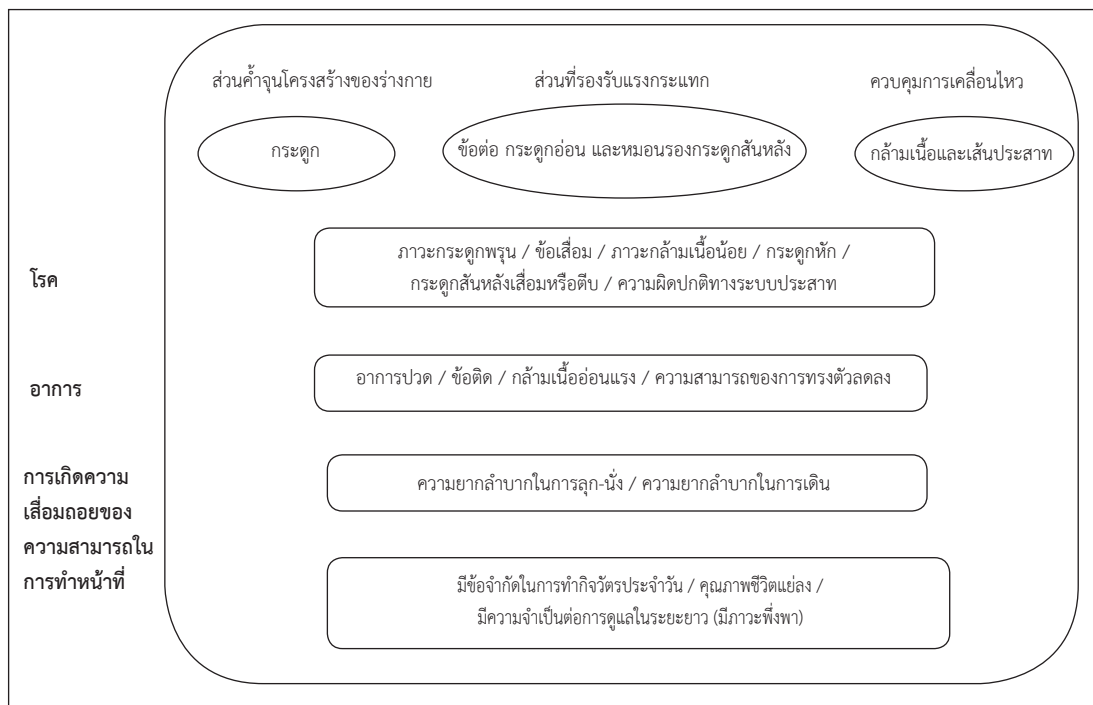 ส่วนค้ำจุนโครงสร้างของร่างกาย
ส่วนที่รองรับแรงกระแทก
ควบคุมการเคลื่อนไหว
กระดูก
ข้อต่อ กระดูกอ่อน และหมอนรองกระดูกสันหลัง
กล้ามเนื้อและเส้นประสาท
โรค
ภาวะกระดูกพรุน / ข้อเสื่อม / ภาวะกล้ามเนื้อน้อย / กระดูกหัก /
กระดูกสันหลังเสื่อมหรือตีบ / ความผิดปกติทางระบบประสาท
อาการ
อาการปวด / ข้อติด / กล้ามเนื้ออ่อนแรง / ความสามารถของการทรงตัวลดลง
การเกิดความ
เสื่อมถอยของ
ความสามารถใน
การทำหน้าที่
ความยากลำบากในการลุก-นั่ง / ความยากลำบากในการเดิน
มีข้อจำกัดในการทำกิจวัตรประจำวัน / คุณภาพชีวิตแย่ลง /
มีความจำเป็นต่อการดูแลในระยะยาว (มีภาวะพึ่งพา)